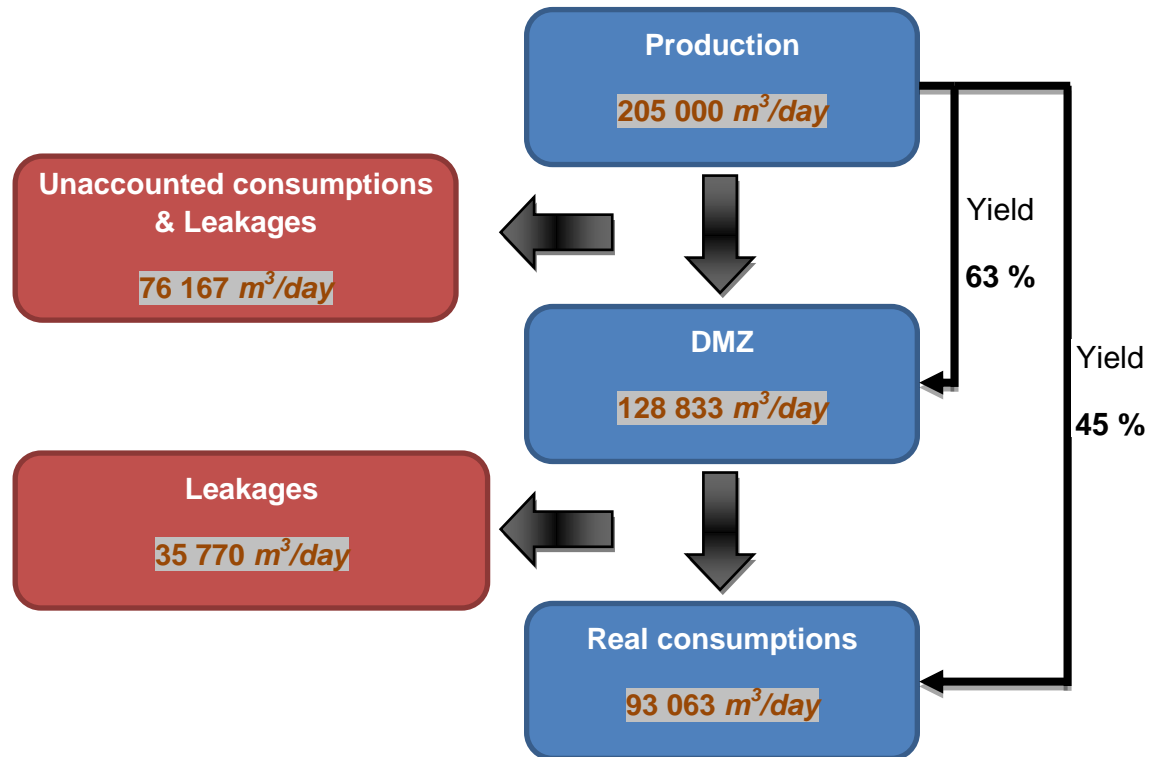 Production
205 000 m³/day
Unaccounted consumptions
& Leakages
76 167 m³/day
Yield
63 %
DMZ
128 833 m³/day
Yield
45 %
Leakages
35 770 m³/day
Real consumptions
93 063 m³/day